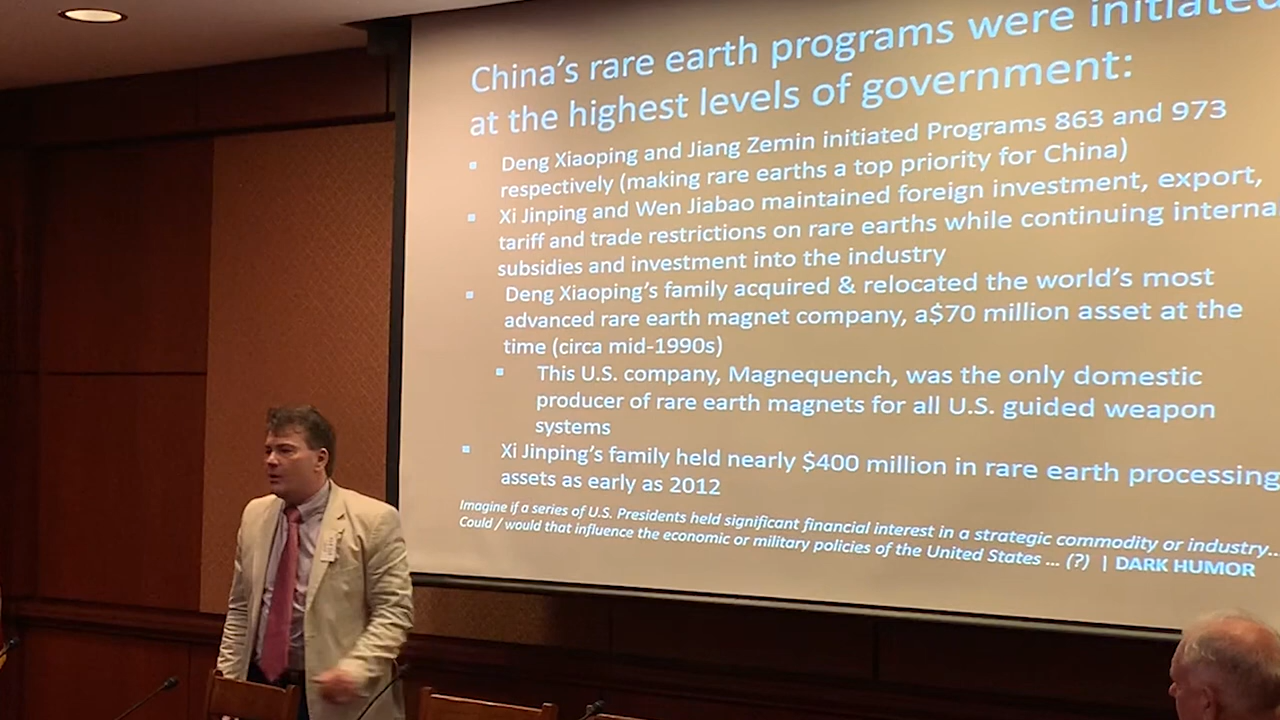 China's rare earth programs were initiated
at the highest levels of government:
▪ Deng Xiaoping and Jiang Zemin initiated Programs 863 and 973
respectively (making rare earths a top priority for China)
▪ Xi Jinping and Wen Jiabao maintained foreign investment, export,
tariff and trade restrictions on rare earths while continuing interna
subsidies and investment into the industry
▪ Deng Xiaoping's family acquired & relocated the world's most
advanced rare earth magnet company, a$70 million asset at the
time (circa mid-1990s)
▪ This U.S. company, Magnequench, was the only domestic
producer of rare earth magnets for all U.S. guided weapon
systems
▪ Xi Jinping's family held nearly $400 million in rare earth processing
assets as early as 2012
Imagine if a series of U.S. Presidents held significant financial interest in a strategic commodity or industry...
Could / would that influence the economic or military policies of the United States ... (?) | DARK HUMOR